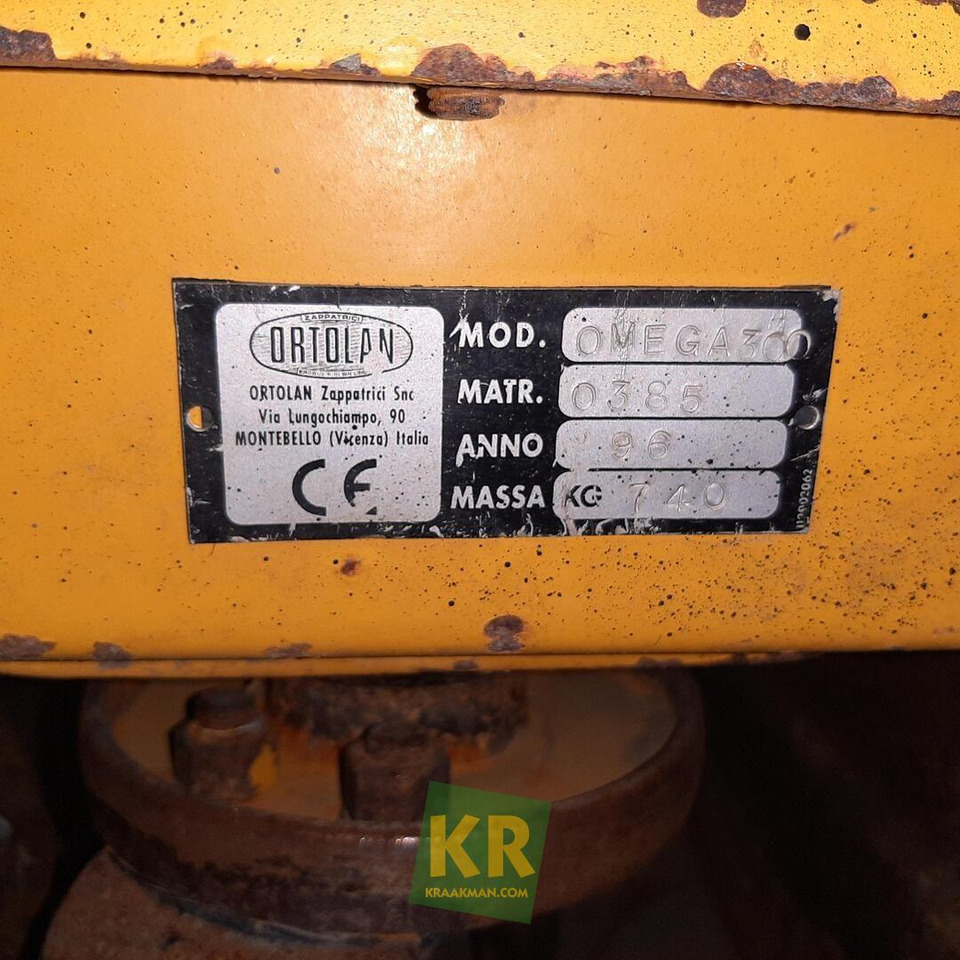 ZAPPATRICI
ORTOLAN
ORTOLAN Zappatrici Snc
Via Lungochiampo, 90
MONTEBELLO (Vicenza) Italia
CE
MOD. OMEGA300
MATR. 0385
ANNO 96
MASSA KG 740
KR
KRAAKMAN.COM